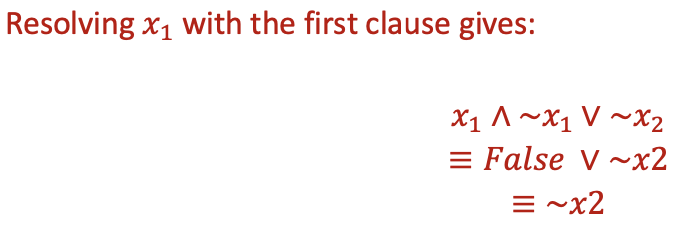 Resolving x₁ with the first clause gives:
x₁ ∧ ~x₁ ∨ ~x₂
≡ False ∨ ~x2
≡ ~x2